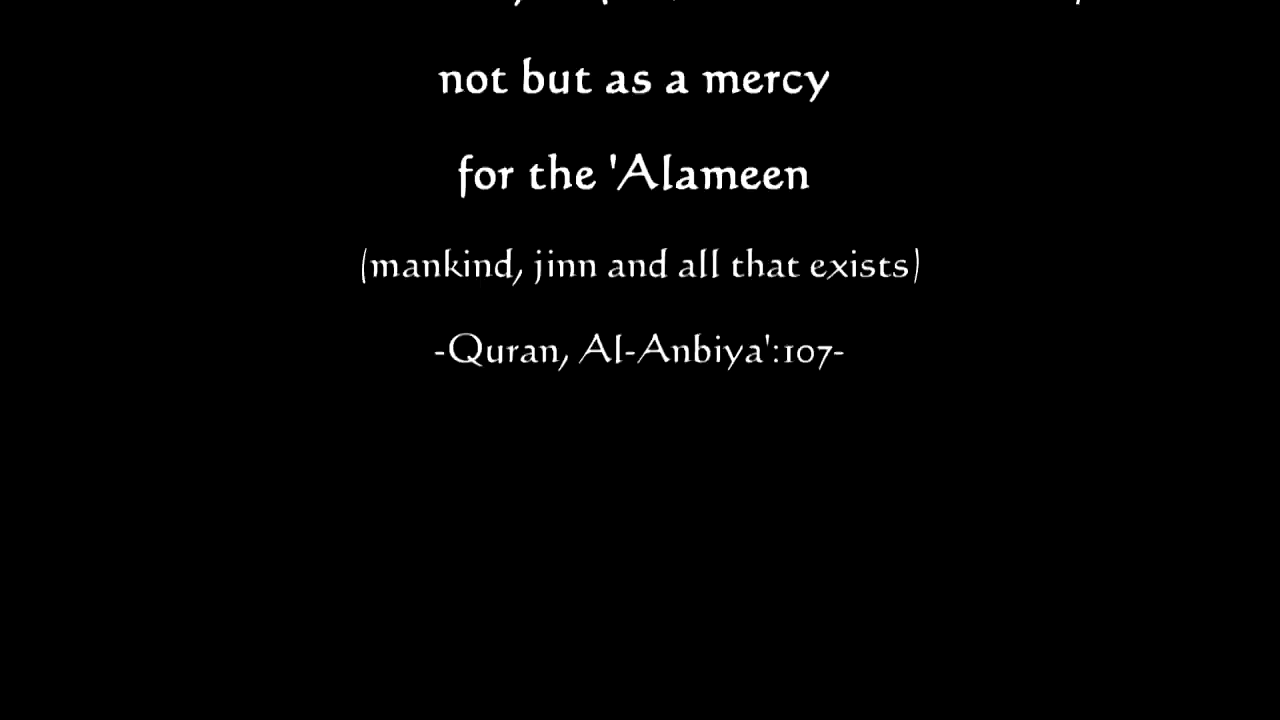 not but as a mercy
for the 'Alameen
(mankind, jinn and all that exists)
-Quran, Al-Anbiya':107-